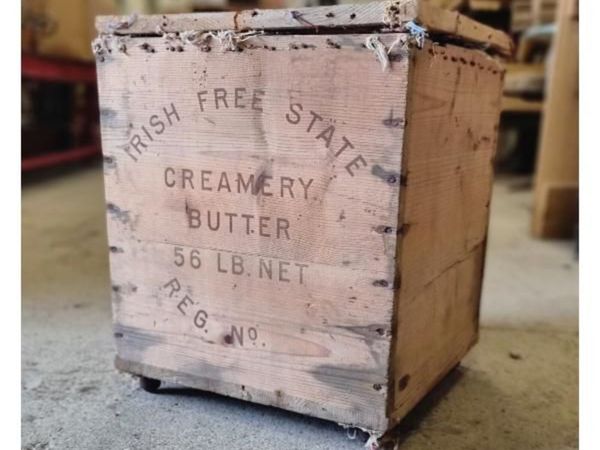 IRISH FREE STATE
CREAMERY
BUTTER
56 LB. NET
REG. No.